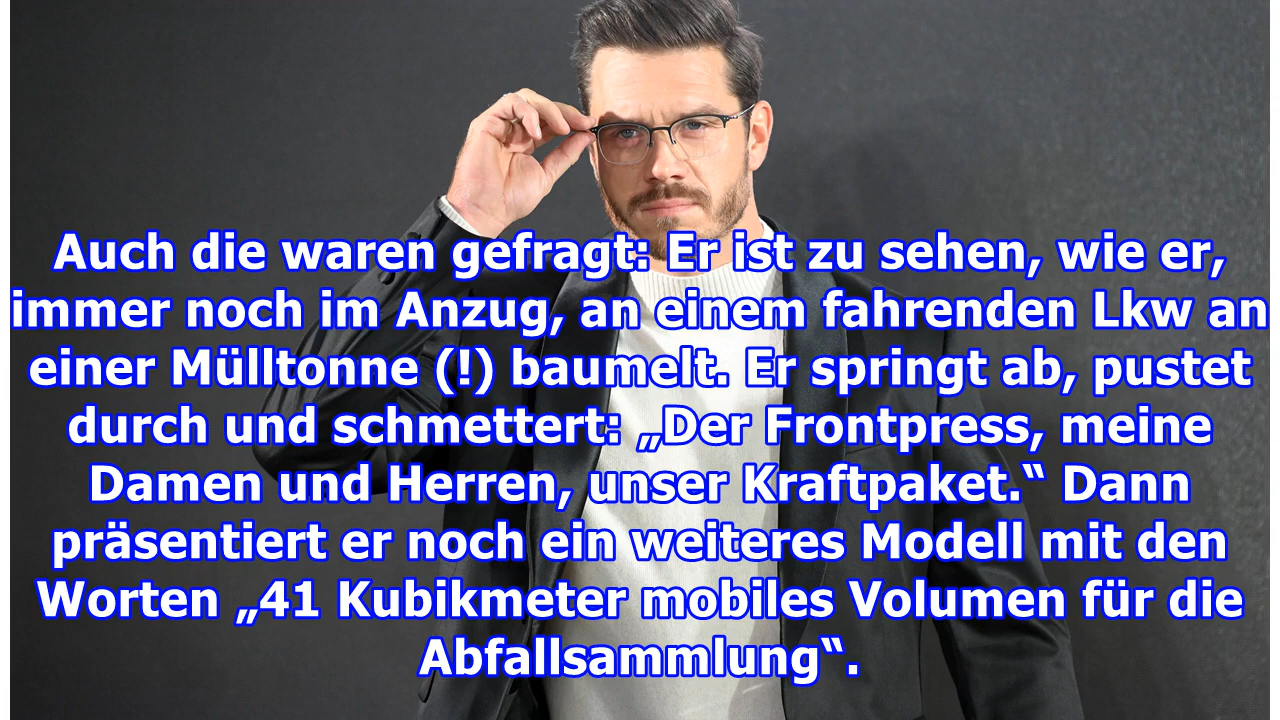 Auch die waren gefragt: Er ist zu sehen, wie er,
immer noch im Anzug, an einem fahrenden Lkw an
einer Mülltonne (!) baumelt. Er springt ab, pustet
durch und schmettert: „Der Frontpress, meine
Damen und Herren, unser Kraftpaket.“ Dann
präsentiert er noch ein weiteres Modell mit den
Worten „41 Kubikmeter mobiles Volumen für die
Abfallsammlung“.